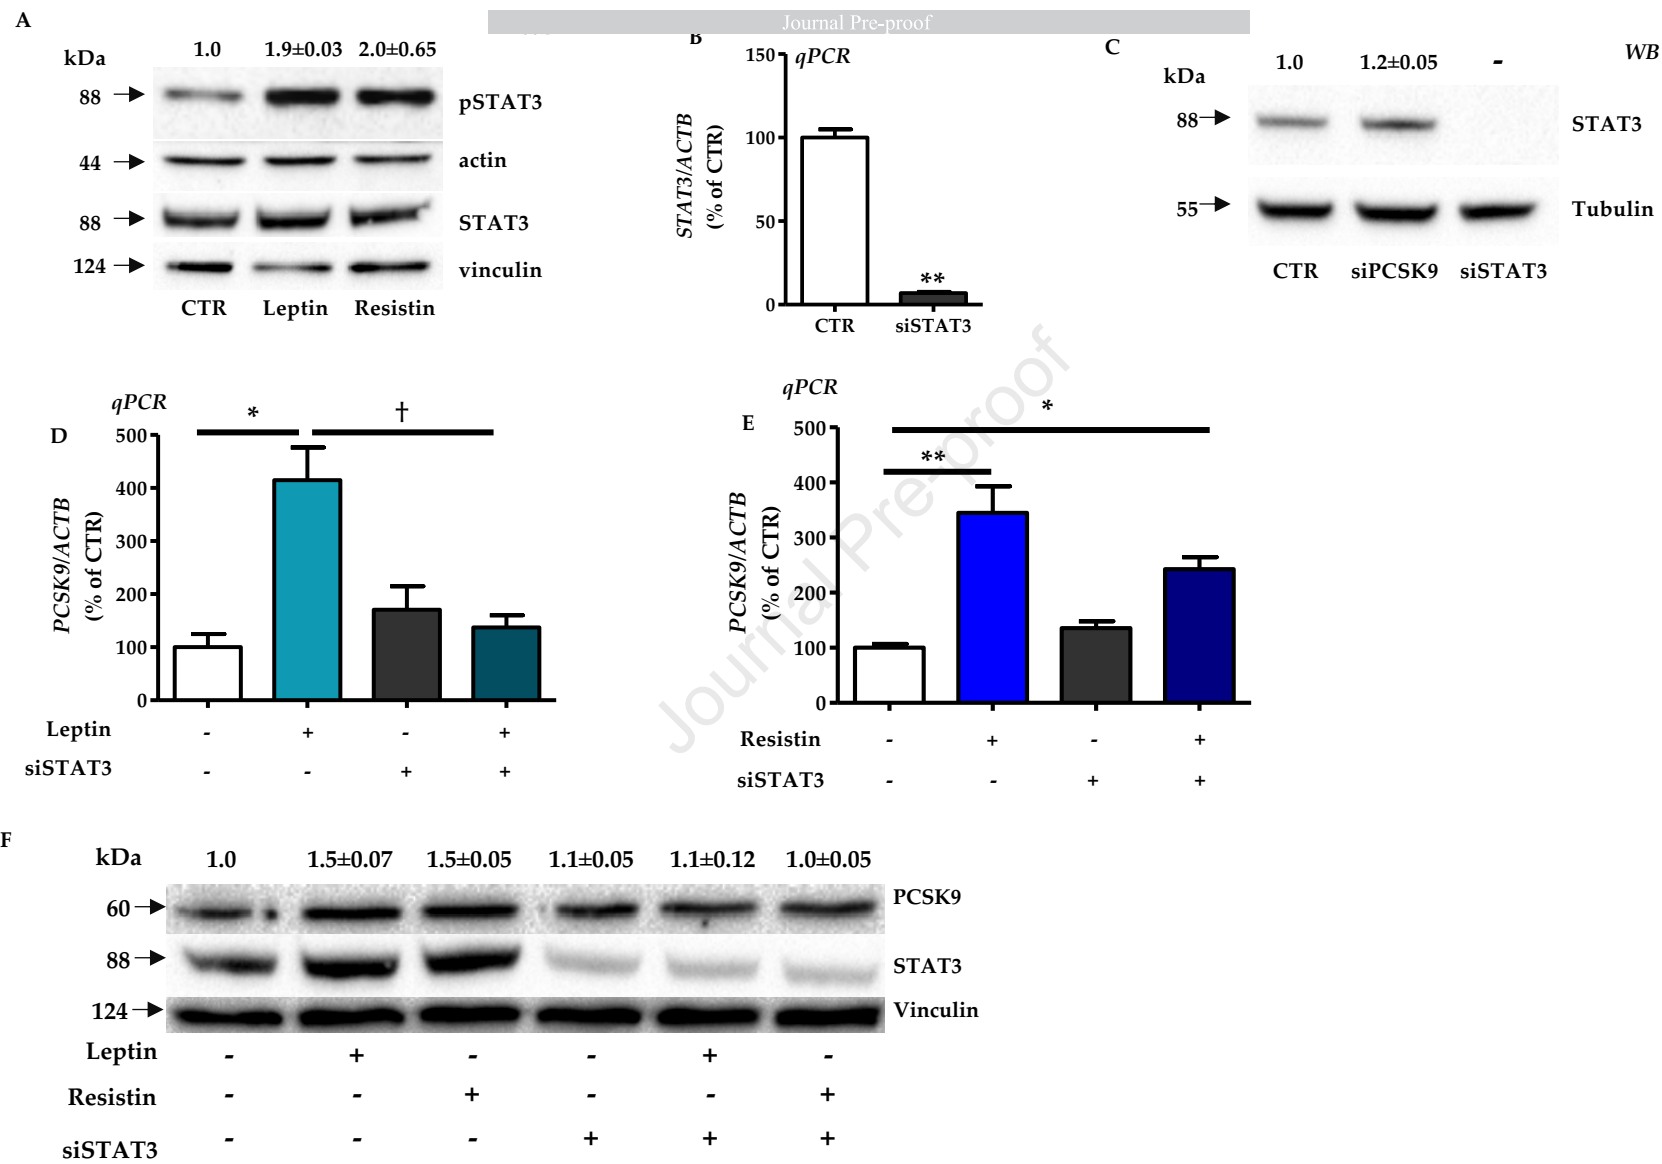 Journal Pre-proof
A
kDa
1.0 1.9±0.03 2.0±0.65
88 pSTAT3
44 actin
88 STAT3
124 vinculin
CTR Leptin Resistin
B
qPCR
STAT3/ACTB
(% of CTR)
150
100
50
0
**
CTR siSTAT3
C
WB
kDa
1.0 1.2±0.05 -
88 STAT3
55 Tubulin
CTR siPCSK9 siSTAT3
D
qPCR
* †
PCSK9/ACTB
(% of CTR)
500
400
300
200
100
0
Leptin - + - +
siSTAT3 - - + +
E
qPCR
*
**
PCSK9/ACTB
(% of CTR)
500
400
300
200
100
0
Resistin - + - +
siSTAT3 - - + +
Journal Pre-proof
F
kDa 1.0 1.5±0.07 1.5±0.05 1.1±0.05 1.1±0.12 1.0±0.05
60 PCSK9
88 STAT3
124 Vinculin
Leptin - + - - + -
Resistin - - + - - +
siSTAT3 - - - + + +